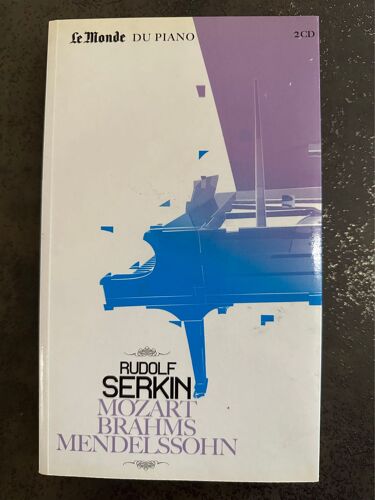 Le Monde DU PIANO 2 CD
RUDOLF
SERKIN
MOZART
BRAHMS
MENDELSSOHN